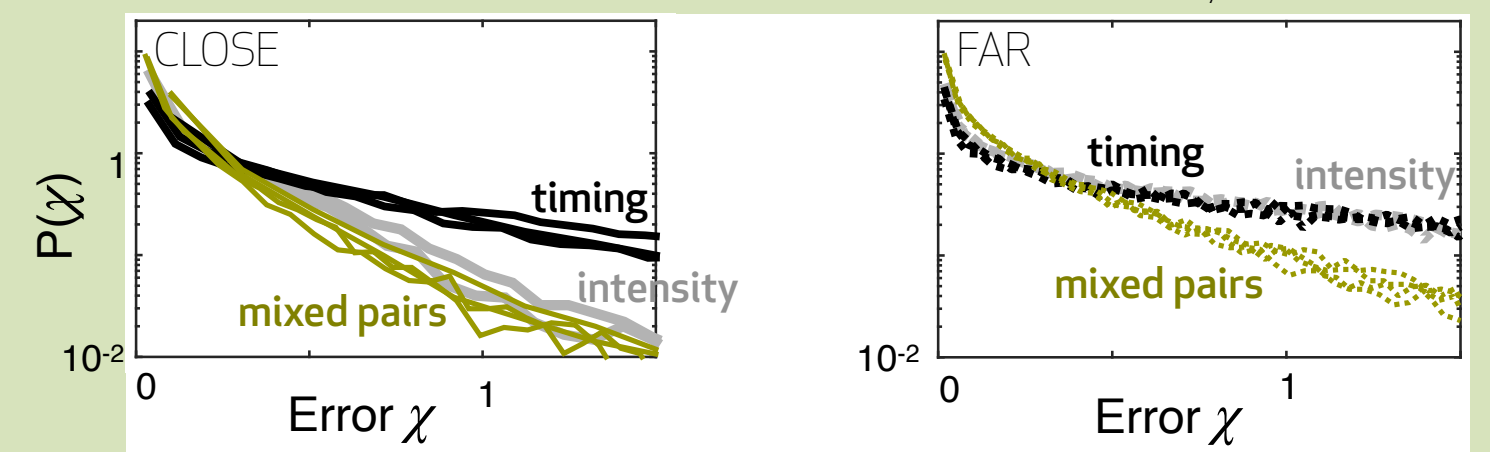 CLOSE
P(χ)
1
10-2
timing
intensity
mixed pairs
0
1
Error χ
FAR
timing
intensity
mixed pairs
10-2
0
1
Error χ